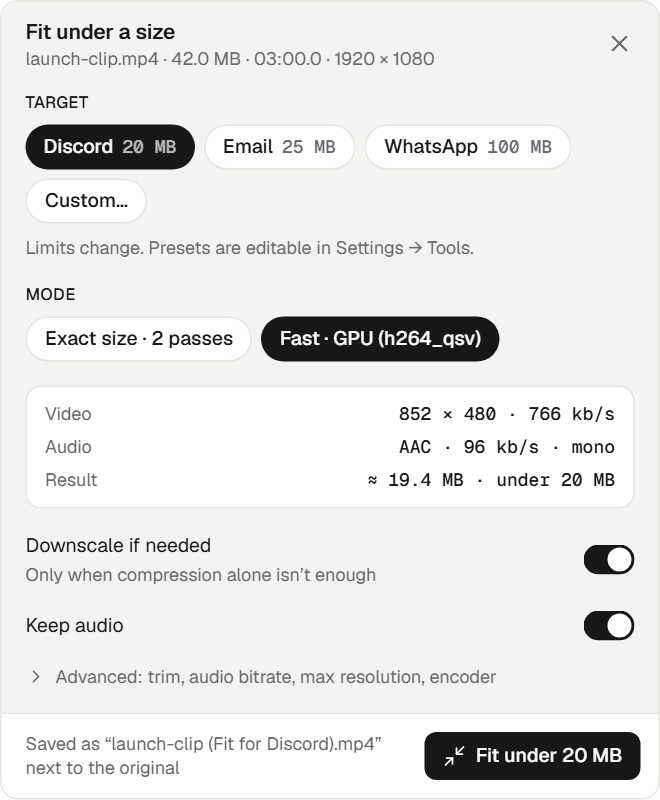 Fit under a size
launch-clip.mp4 · 42.0 MB · 03:00.0 · 1920 × 1080
TARGET
Discord 20 MB
Email 25 MB
WhatsApp 100 MB
Custom…
Limits change. Presets are editable in Settings → Tools.
MODE
Exact size · 2 passes
Fast · GPU (h264_qsv)
Video 852 × 480 · 766 kb/s
Audio AAC · 96 kb/s · mono
Result ≈ 19.4 MB · under 20 MB
Downscale if needed
Only when compression alone isn’t enough
Keep audio
Advanced: trim, audio bitrate, max resolution, encoder
Saved as “launch-clip (Fit for Discord).mp4”
next to the original
Fit under 20 MB